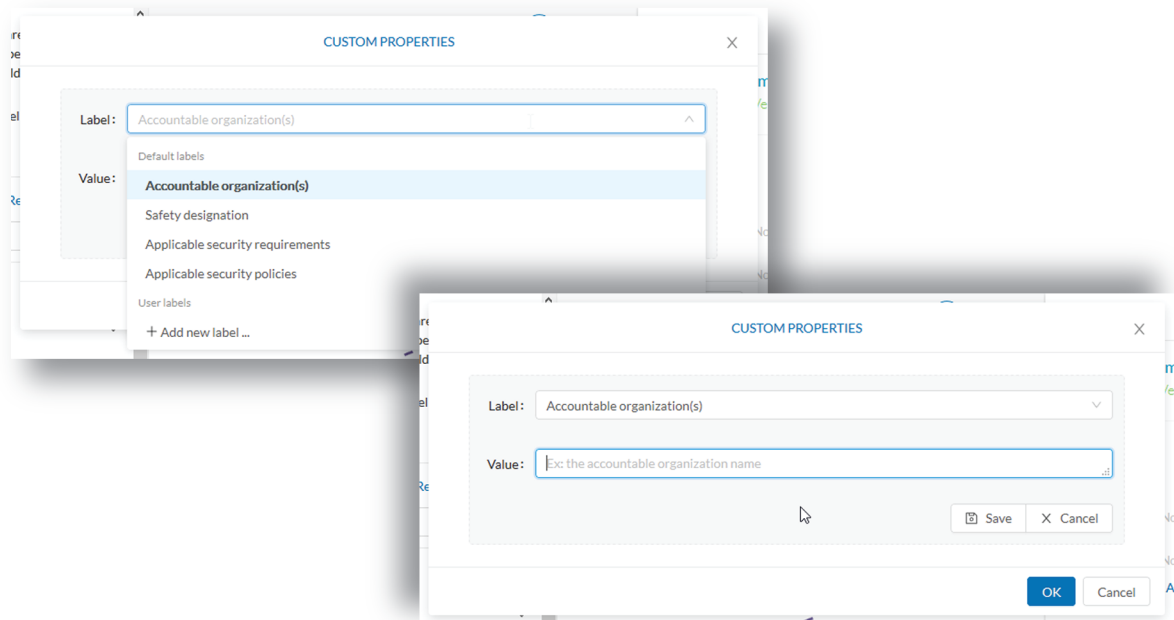 CUSTOM PROPERTIES
Label:
Accountable organization(s)
Default labels
Value:
Accountable organization(s)
Safety designation
Applicable security requirements
Applicable security policies
User labels
+ Add new label ...
CUSTOM PROPERTIES
Label:
Accountable organization(s)
Value:
Ex: the accountable organization name
Save
Cancel
OK
Cancel